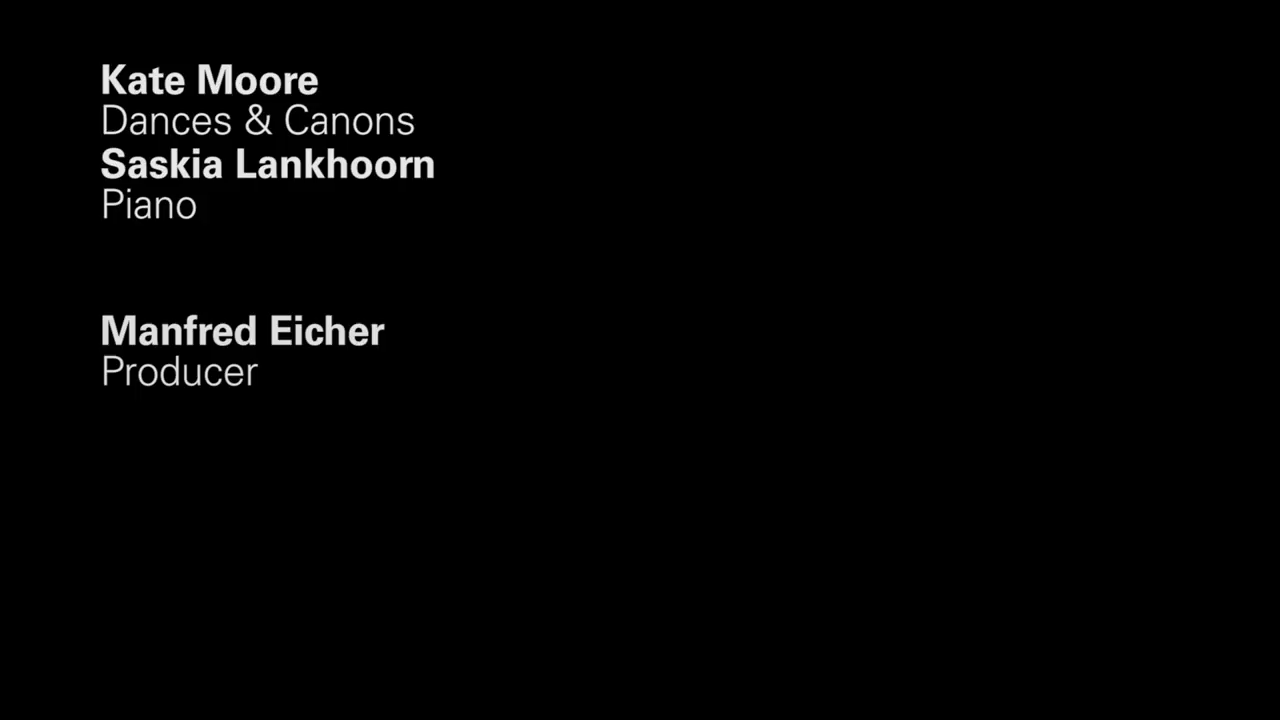 Kate Moore
Dances & Canons
Saskia Lankhoorn
Piano
Manfred Eicher
Producer